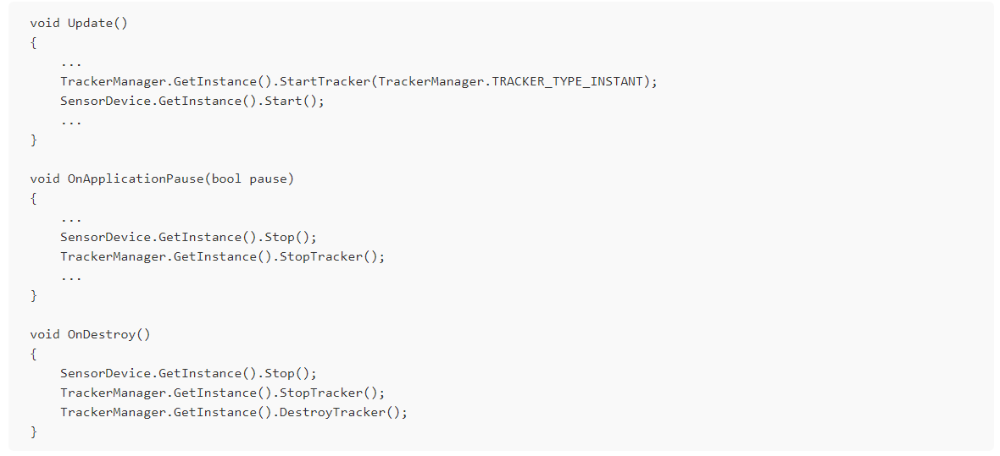 void Update()
{
    ...
    TrackerManager.GetInstance().StartTracker(TrackerManager.TRACKER_TYPE_INSTANT);
    SensorDevice.GetInstance().Start();
    ...
}

void OnApplicationPause(bool pause)
{
    ...
    SensorDevice.GetInstance().Stop();
    TrackerManager.GetInstance().StopTracker();
    ...
}

void OnDestroy()
{
    SensorDevice.GetInstance().Stop();
    TrackerManager.GetInstance().StopTracker();
    TrackerManager.GetInstance().DestroyTracker();
}